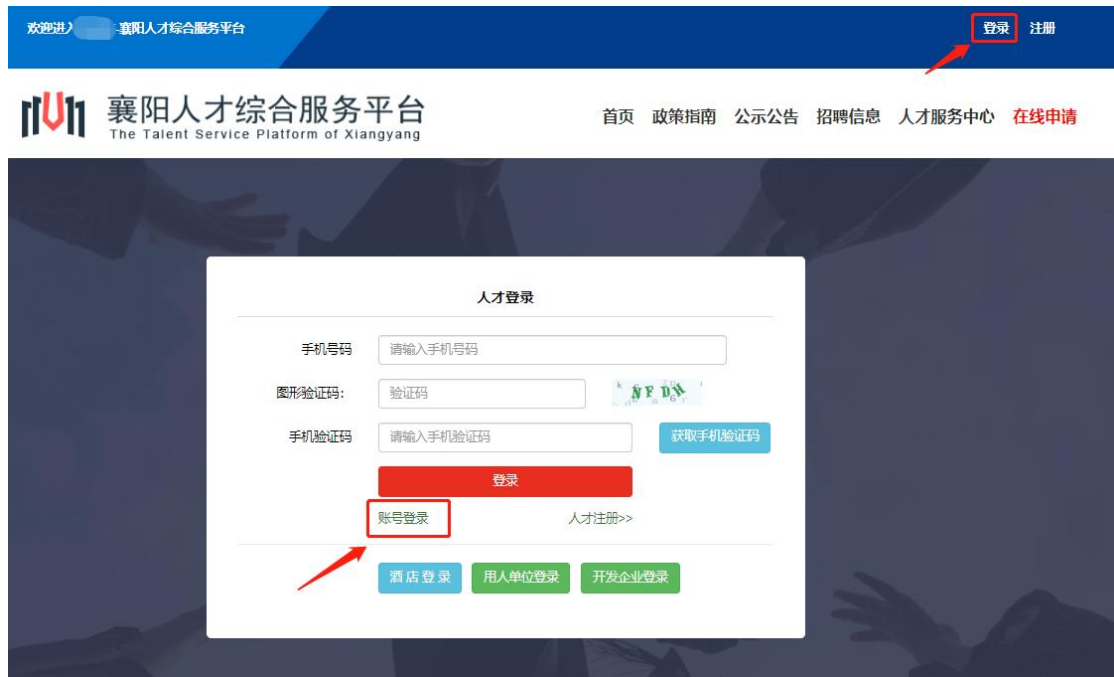 欢迎进入 襄阳人才综合服务平台
登录 注册
襄阳人才综合服务平台
The Talent Service Platform of Xiangyang
首页 政策指南 公示公告 招聘信息 人才服务中心 在线申请
人才登录
手机号码 请输入手机号码
图形验证码: 验证码 NFDH
手机验证码 请输入手机验证码 获取手机验证码
登录
账号登录 人才注册>>
酒店登录 用人单位登录 开发企业登录